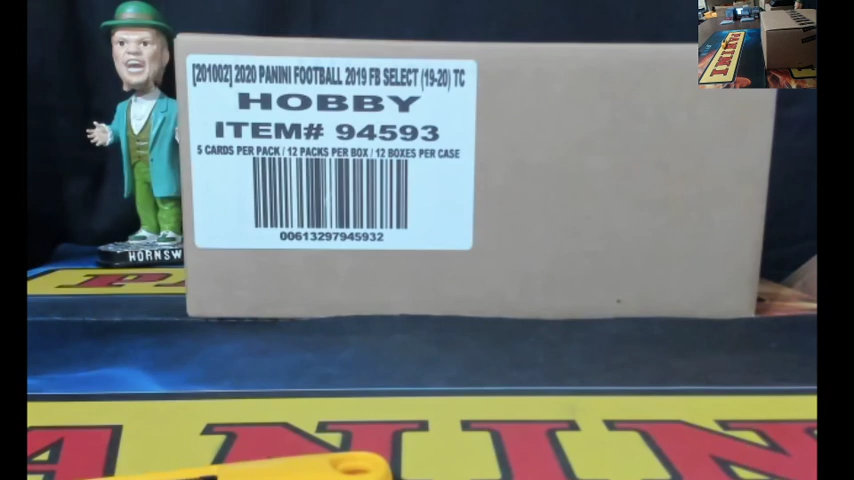 [201002] 2020 PANINI FOOTBALL 2019 FB SELECT (19-20) TC
HOBBY
ITEM# 94593
5 CARDS PER PACK / 12 PACKS PER BOX / 12 BOXES PER CASE
00613297945932
HORNSW
PANINI
ANINI